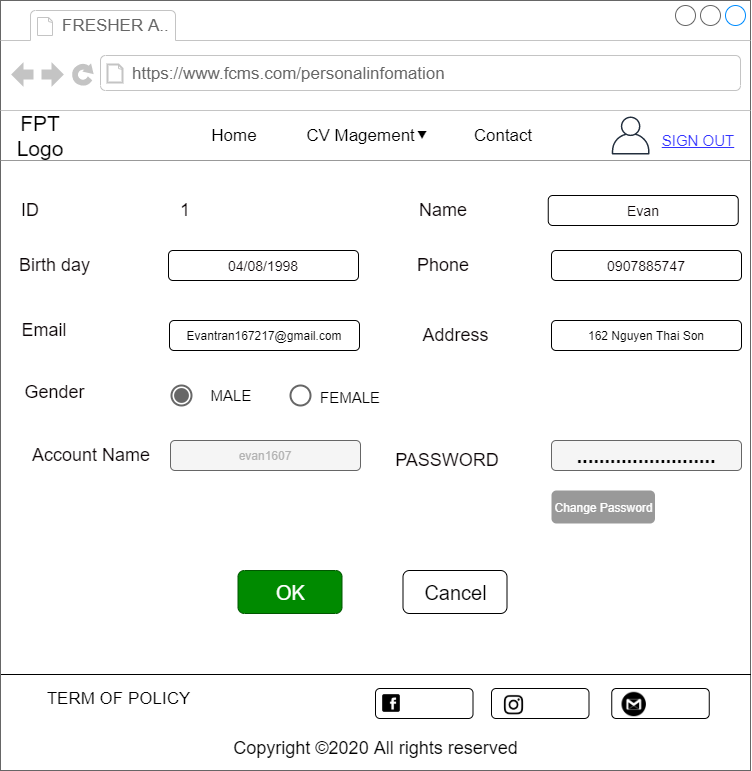 FRESHER A..
https://www.fcms.com/personalinfomation
FPT
Logo
Home
CV Magement
Contact
SIGN OUT
ID
1
Name
Evan
Birth day
04/08/1998
Phone
0907885747
Email
Evantran167217@gmail.com
Address
162 Nguyen Thai Son
Gender
MALE
FEMALE
Account Name
evan1607
PASSWORD
.........................
Change Password
OK
Cancel
TERM OF POLICY
Copyright ©2020 All rights reserved